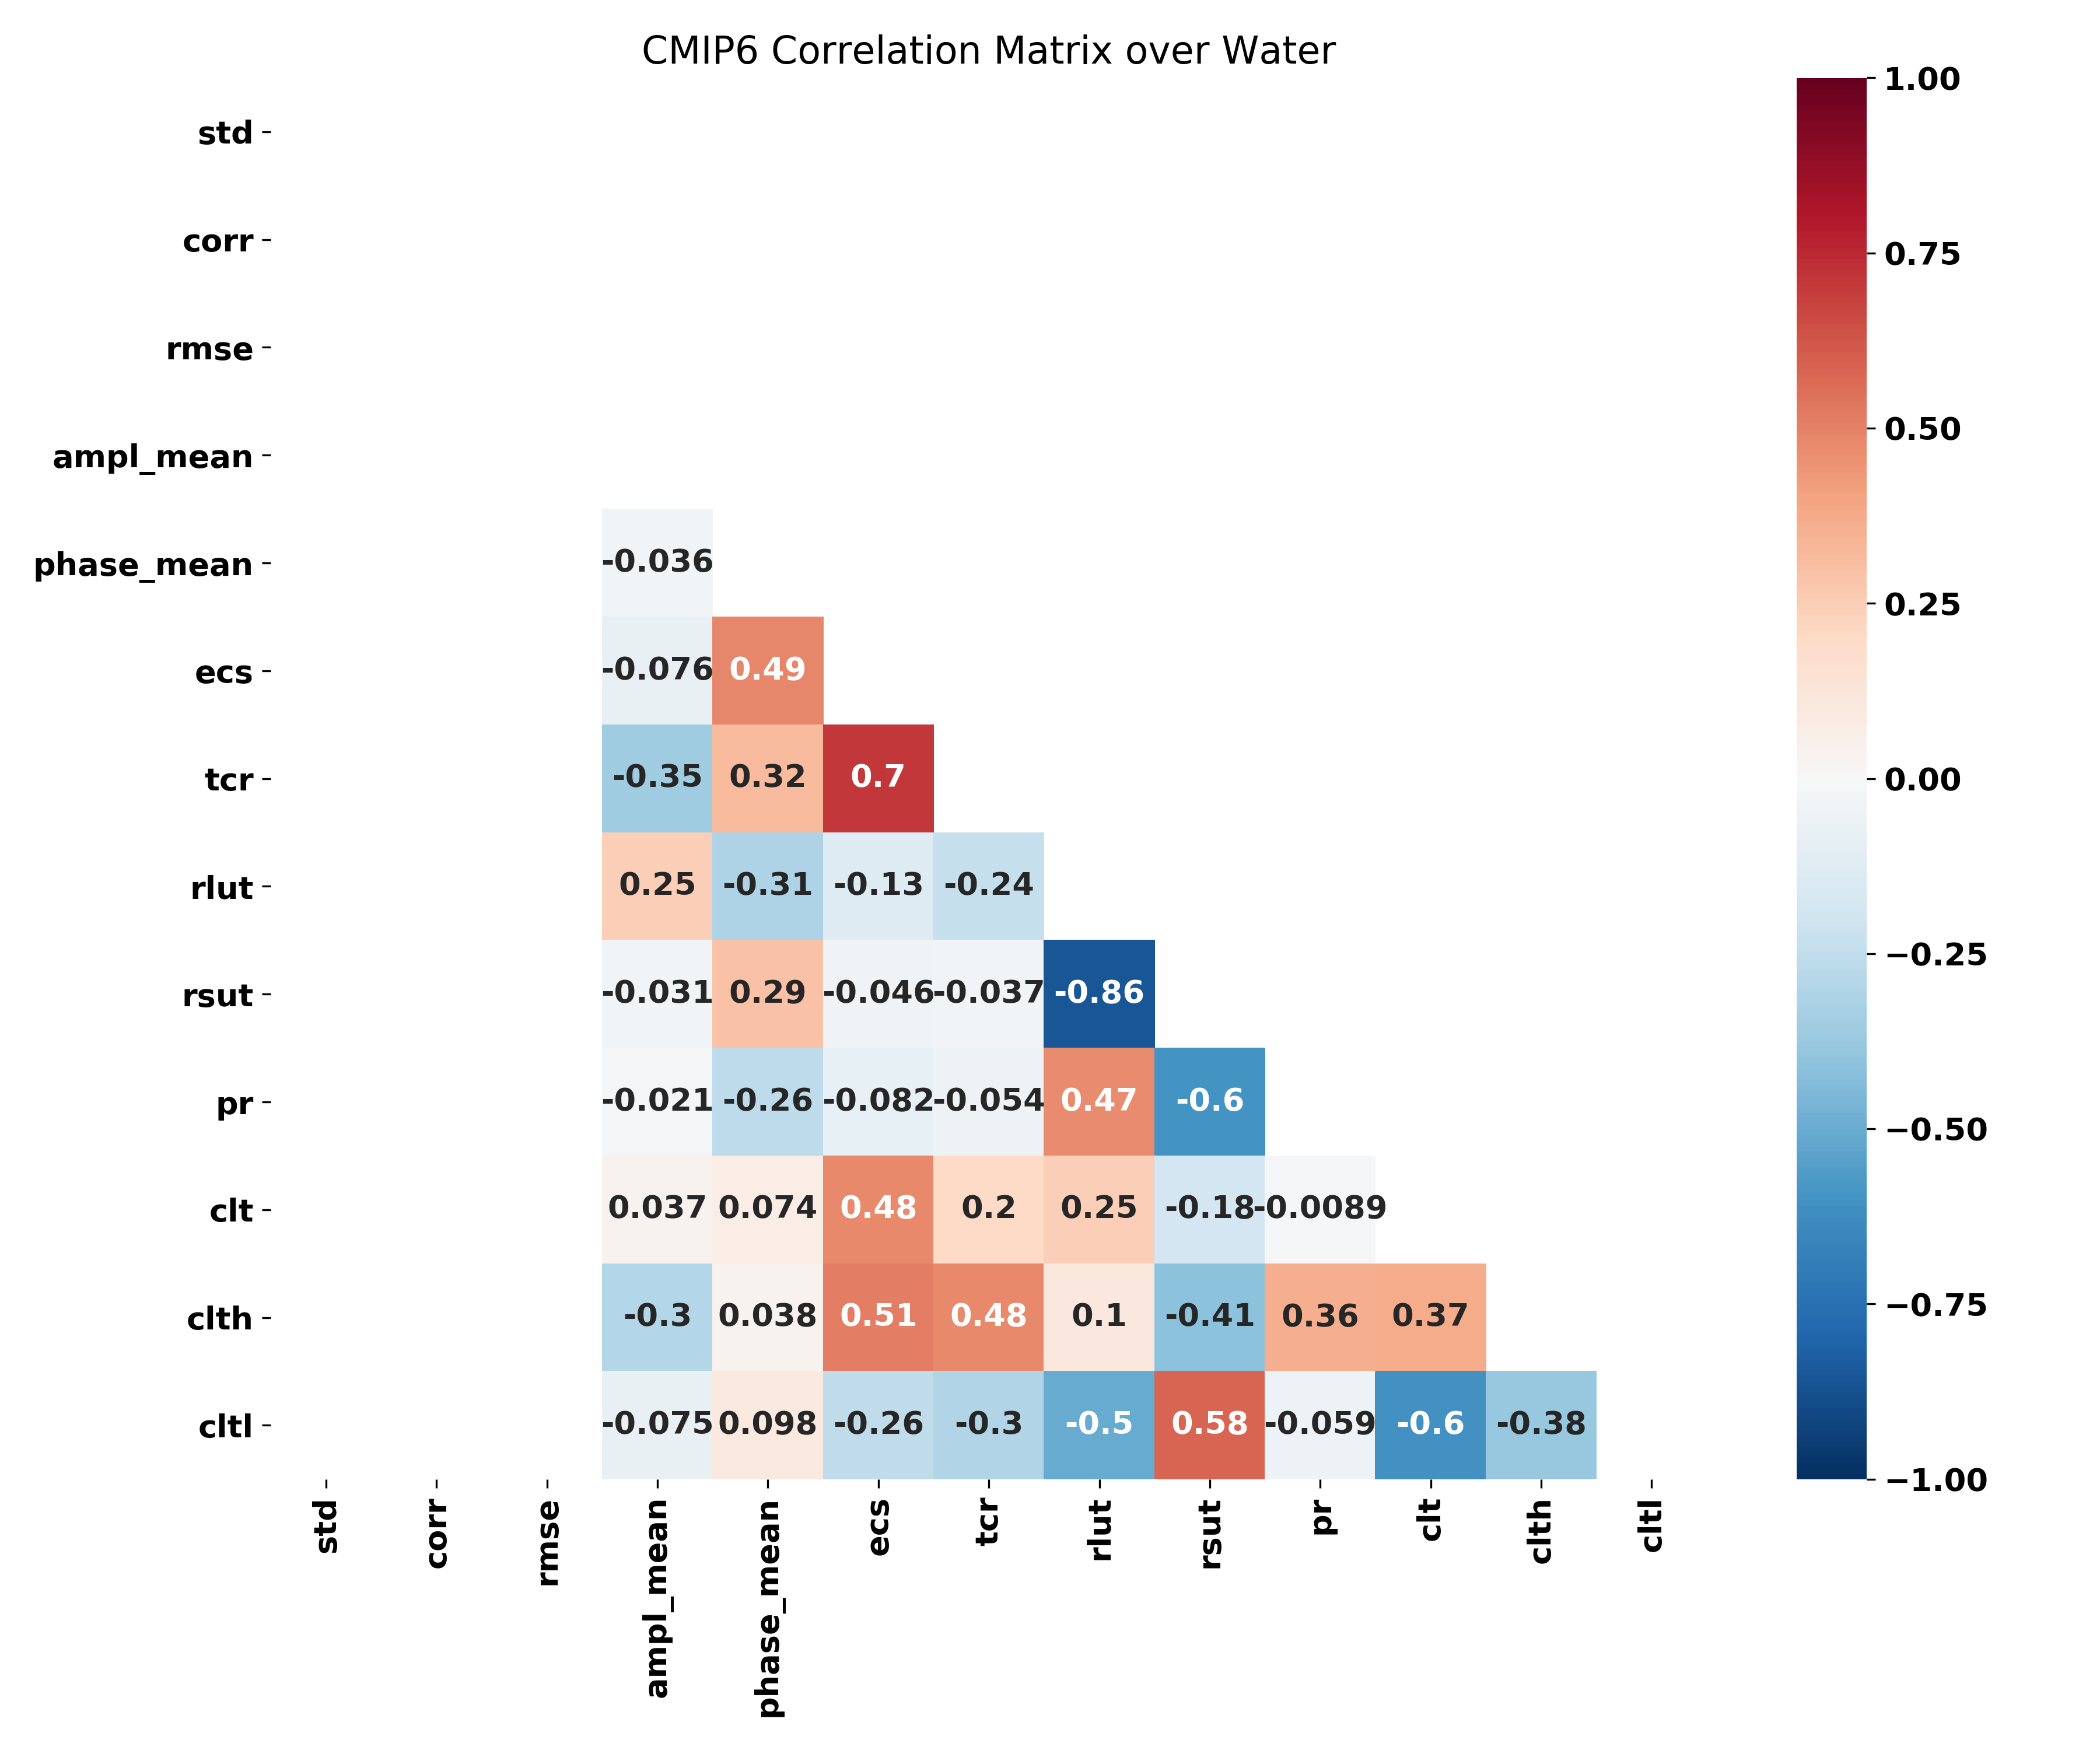 CMIP6 Correlation Matrix over Water
1.00
std
corr
0.75
rmse
0.50
ampl_mean
phase_mean -0.036
0.25
ecs -0.076 0.49
tcr -0.35 0.32 0.7
0.00
rlut 0.25 -0.31 -0.13 -0.24
−0.25
rsut -0.031 0.29 -0.046 -0.037 -0.86
pr -0.021 -0.26 -0.082 -0.054 0.47 -0.6
−0.50
clt 0.037 0.074 0.48 0.2 0.25 -0.18 -0.0089
−0.75
clth -0.3 0.038 0.51 0.48 0.1 -0.41 0.36 0.37
cltl -0.075 0.098 -0.26 -0.3 -0.5 0.58 -0.059 -0.6 -0.38
−1.00
std corr rmse ampl_mean phase_mean ecs tcr rlut rsut pr clt clth cltl